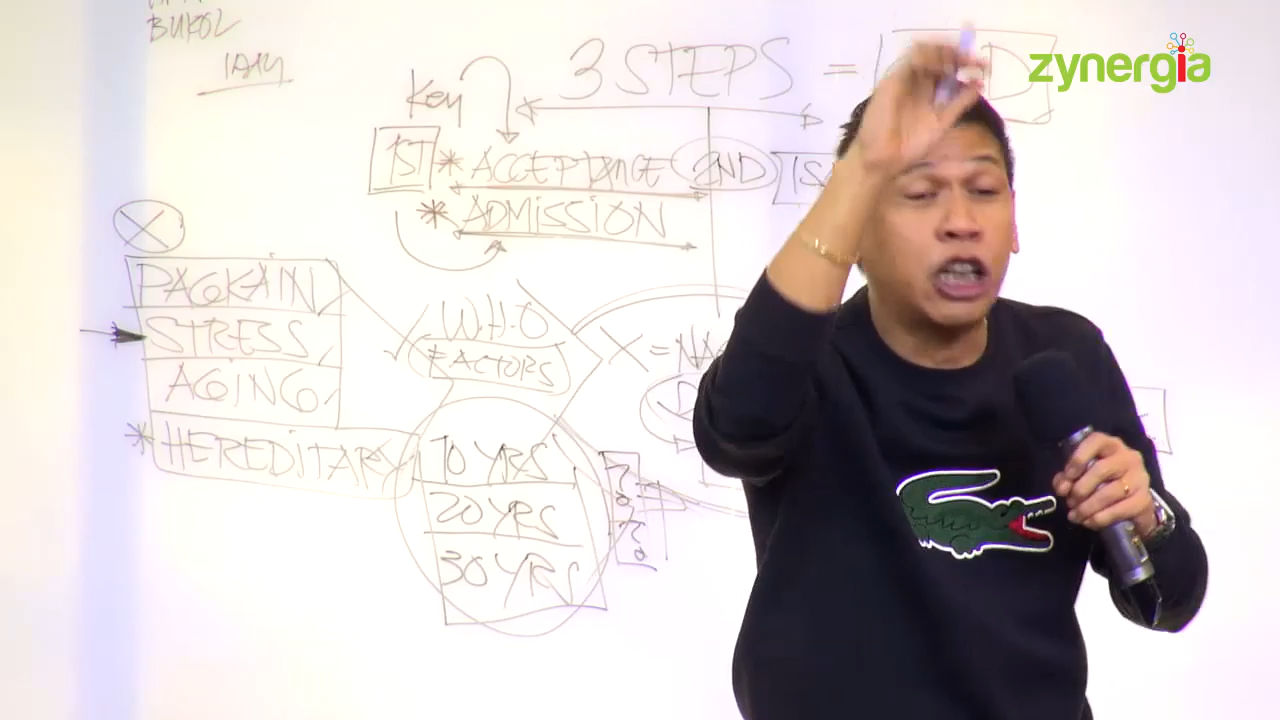 BUKOL
zynergia
3 STEPS =
Key
1ST * ACCEPTANCE 2ND
* ADMISSION
X
PAGKAIN
STRESS
AGING
* HEREDITARY
W.H.O
FACTORS
X = NA
10 YRS
20 YRS
30 YRS
? ?